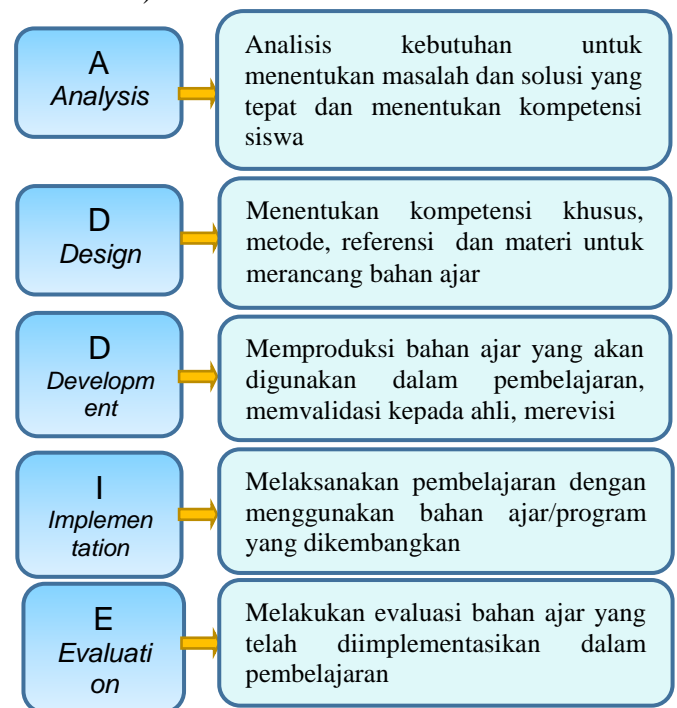 A
Analysis
Analisis kebutuhan untuk
menentukan masalah dan solusi yang
tepat dan menentukan kompetensi
siswa
D
Design
Menentukan kompetensi khusus,
metode, referensi dan materi untuk
merancang bahan ajar
D
Developm
ent
Memproduksi bahan ajar yang akan
digunakan dalam pembelajaran,
memvalidasi kepada ahli, merevisi
I
Implemen
tation
Melaksanakan pembelajaran dengan
menggunakan bahan ajar/program
yang dikembangkan
E
Evaluati
on
Melakukan evaluasi bahan ajar yang
telah diimplementasikan dalam
pembelajaran